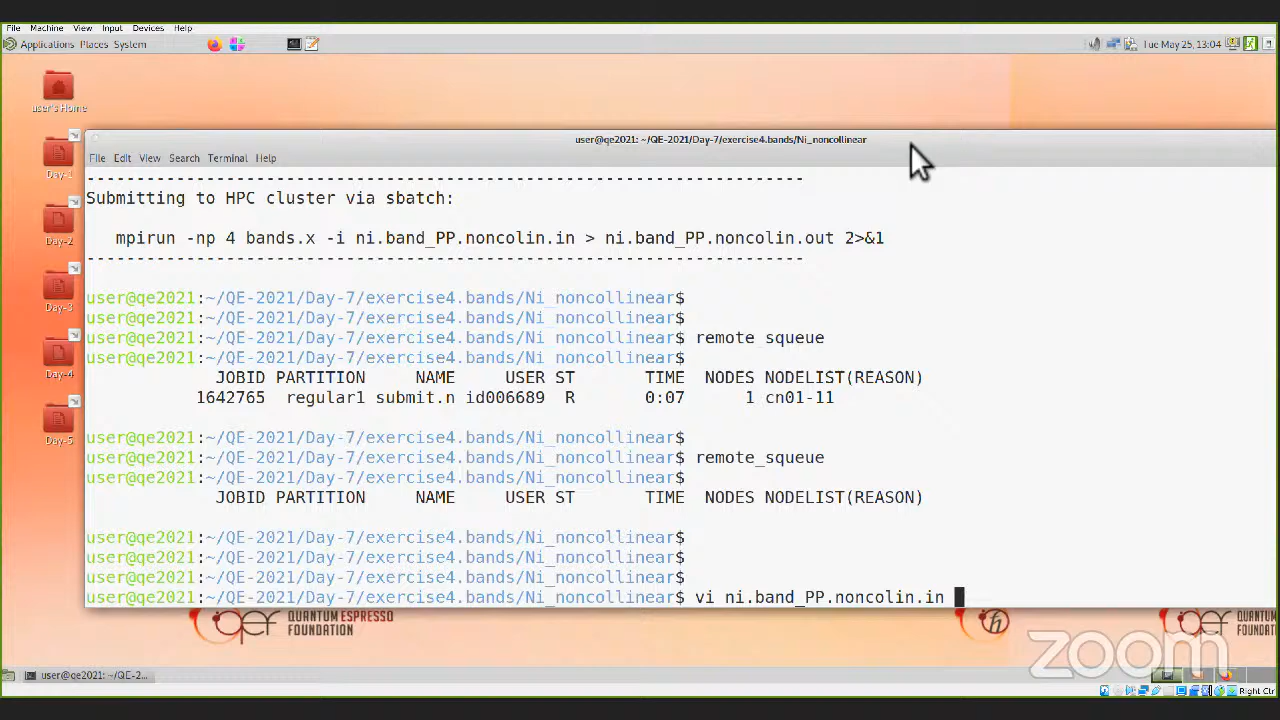 File Machine View Input Devices Help
Applications Places System
Tue May 25, 13:04
user's Home
user@qe2021: ~/QE-2021/Day-7/exercise4.bands/Ni_noncollinear
File Edit View Search Terminal Help
Day-1
Day-2
Day-3
Day-4
Day-5
------------------------------------------------------------------------
Submitting to HPC cluster via sbatch:
mpirun -np 4 bands.x -i ni.band_PP.noncolin.in > ni.band_PP.noncolin.out 2>&1
------------------------------------------------------------------------
user@qe2021:~/QE-2021/Day-7/exercise4.bands/Ni_noncollinear$
user@qe2021:~/QE-2021/Day-7/exercise4.bands/Ni_noncollinear$
user@qe2021:~/QE-2021/Day-7/exercise4.bands/Ni_noncollinear$ remote_squeue
user@qe2021:~/QE-2021/Day-7/exercise4.bands/Ni_noncollinear$
JOBID PARTITION NAME USER ST TIME NODES NODELIST(REASON)
1642765 regular1 submit.n id006689 R 0:07 1 cn01-11
user@qe2021:~/QE-2021/Day-7/exercise4.bands/Ni_noncollinear$
user@qe2021:~/QE-2021/Day-7/exercise4.bands/Ni_noncollinear$ remote_squeue
user@qe2021:~/QE-2021/Day-7/exercise4.bands/Ni_noncollinear$
JOBID PARTITION NAME USER ST TIME NODES NODELIST(REASON)
user@qe2021:~/QE-2021/Day-7/exercise4.bands/Ni_noncollinear$
user@qe2021:~/QE-2021/Day-7/exercise4.bands/Ni_noncollinear$
user@qe2021:~/QE-2021/Day-7/exercise4.bands/Ni_noncollinear$
user@qe2021:~/QE-2021/Day-7/exercise4.bands/Ni_noncollinear$ vi ni.band_PP.noncolin.in
QUANTUM ESPRESSO
FOUNDATION
zoom
user@qe2021: ~/QE-2...
Right Ctr